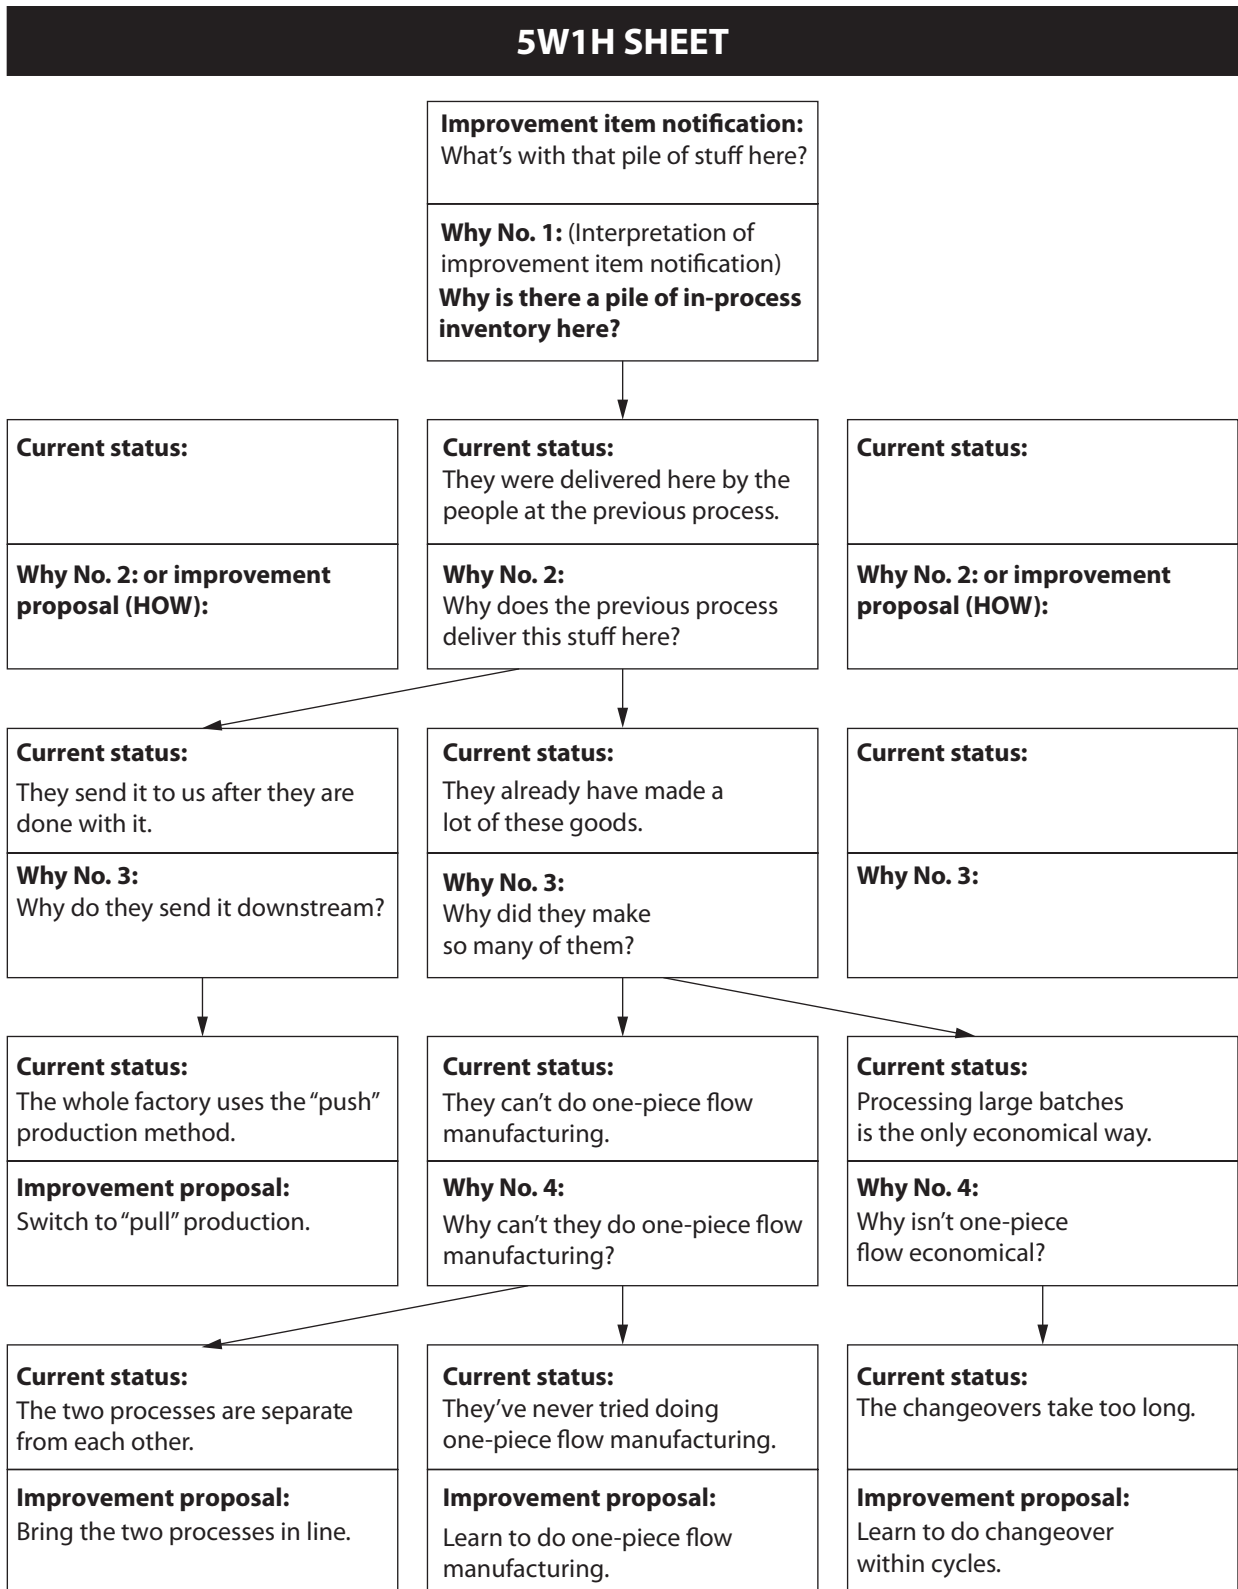 5W1H SHEET
Improvement item notification:
What's with that pile of stuff here?
Why No. 1: (Interpretation of
improvement item notification)
Why is there a pile of in-process
inventory here?
Current status:
Why No. 2: or improvement
proposal (HOW):
Current status:
They were delivered here by the
people at the previous process.
Why No. 2:
Why does the previous process
deliver this stuff here?
Current status:
Why No. 2: or improvement
proposal (HOW):
Current status:
They send it to us after they are
done with it.
Why No. 3:
Why do they send it downstream?
Current status:
They already have made a
lot of these goods.
Why No. 3:
Why did they make
so many of them?
Current status:
Why No. 3:
Current status:
The whole factory uses the “push”
production method.
Improvement proposal:
Switch to “pull” production.
Current status:
They can't do one-piece flow
manufacturing.
Why No. 4:
Why can't they do one-piece flow
manufacturing?
Current status:
Processing large batches
is the only economical way.
Why No. 4:
Why isn't one-piece
flow economical?
Current status:
The two processes are separate
from each other.
Improvement proposal:
Bring the two processes in line.
Current status:
They've never tried doing
one-piece flow manufacturing.
Improvement proposal:
Learn to do one-piece flow
manufacturing.
Current status:
The changeovers take too long.
Improvement proposal:
Learn to do changeover
within cycles.